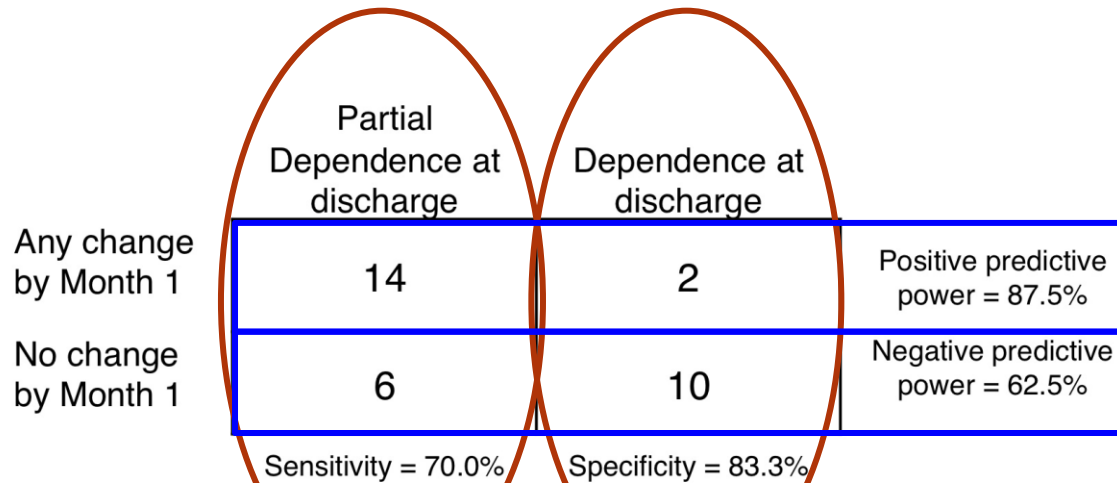 Partial
Dependence at
discharge
Dependence at
discharge
Any change
by Month 1
14
2
Positive predictive
power = 87.5%
No change
by Month 1
6
10
Negative predictive
power = 62.5%
Sensitivity = 70.0%
Specificity = 83.3%